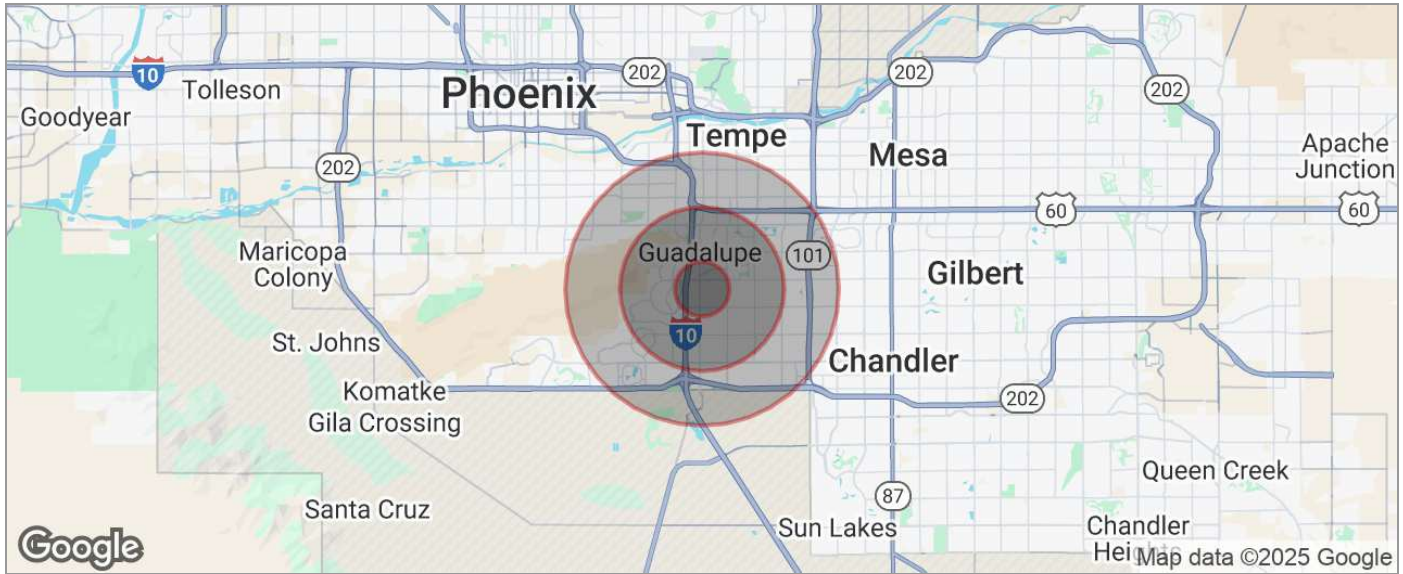 202
10
Tolleson
Phoenix
202
202
Goodyear
Tempe
Mesa
Apache
Junction
202
60
60
Maricopa
Colony
Guadalupe
101
Gilbert
St. Johns
10
Chandler
Komatke
202
Gila Crossing
Queen Creek
87
Santa Cruz
Sun Lakes
Chandler
Heights
Google
Map data ©2025 Google